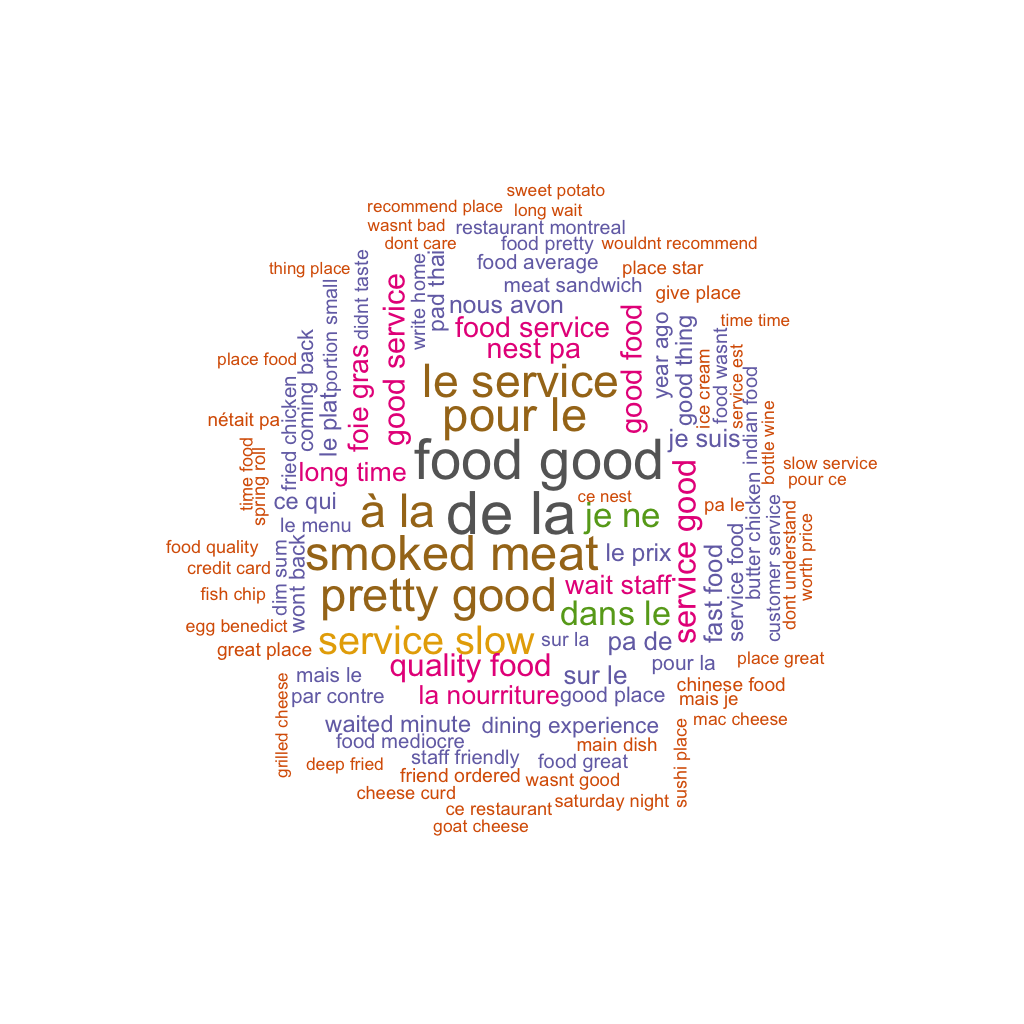 sweet potato
recommend place
long wait
wasnt bad
restaurant montreal
dont care
food pretty
wouldnt recommend
thing place
food average
place star
didnt taste
write home
pad thai
meat sandwich
give place
nous avon
time time
portion small
good service
food service
good food
year ago
good thing
food wasnt
nest pa
ice cream
service est
place food
coming back
le plat
foie gras
le service
indian food
fried chicken
pour le
bottle wine
nétait pa
je suis
time food
spring roll
long time
food good
slow service
pour ce
ce qui
à la
de la
ce nest
je ne
pa le
service good
butter chicken
customer service
dont understand
worth price
le menu
food quality
credit card
dim sum
wont back
smoked meat
le prix
fast food
service food
fish chip
pretty good
wait staff
dans le
egg benedict
great place
service slow
sur la
pa de
mais le
quality food
sur le
pour la
place great
par contre
la nourriture
good place
chinese food
mais je
grilled cheese
waited minute
dining experience
mac cheese
food mediocre
main dish
sushi place
deep fried
staff friendly
food great
friend ordered
wasnt good
cheese curd
saturday night
ce restaurant
goat cheese